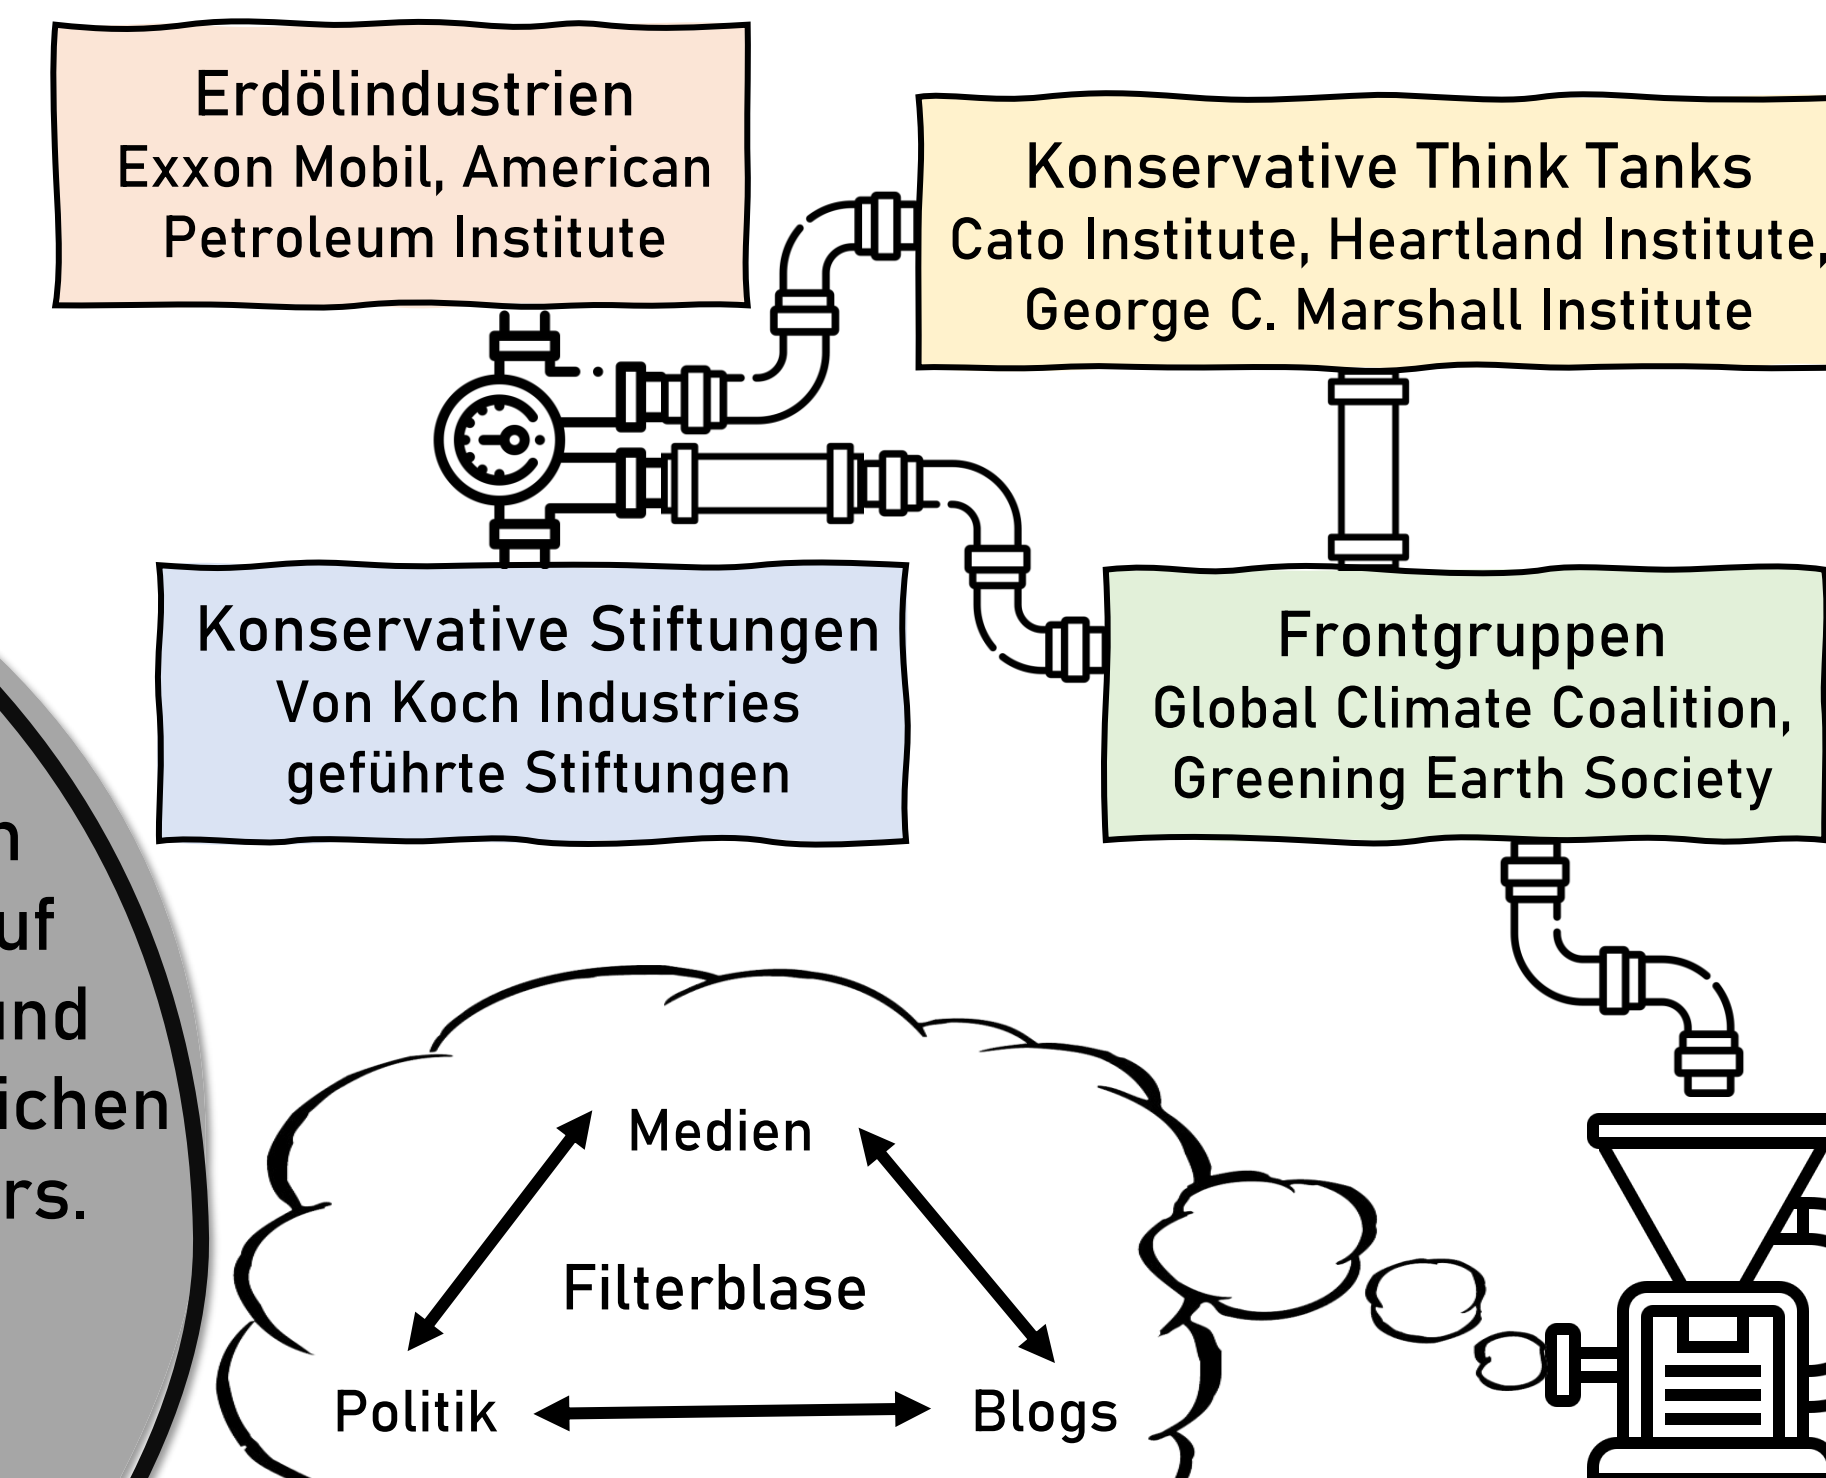 Erdölindustrien
Exxon Mobil, American
Petroleum Institute
Konservative Think Tanks
Cato Institute, Heartland Institute,
George C. Marshall Institute
Konservative Stiftungen
Von Koch Industries
geführte Stiftungen
Frontgruppen
Global Climate Coalition,
Greening Earth Society
Medien
Filterblase
Politik
Blogs